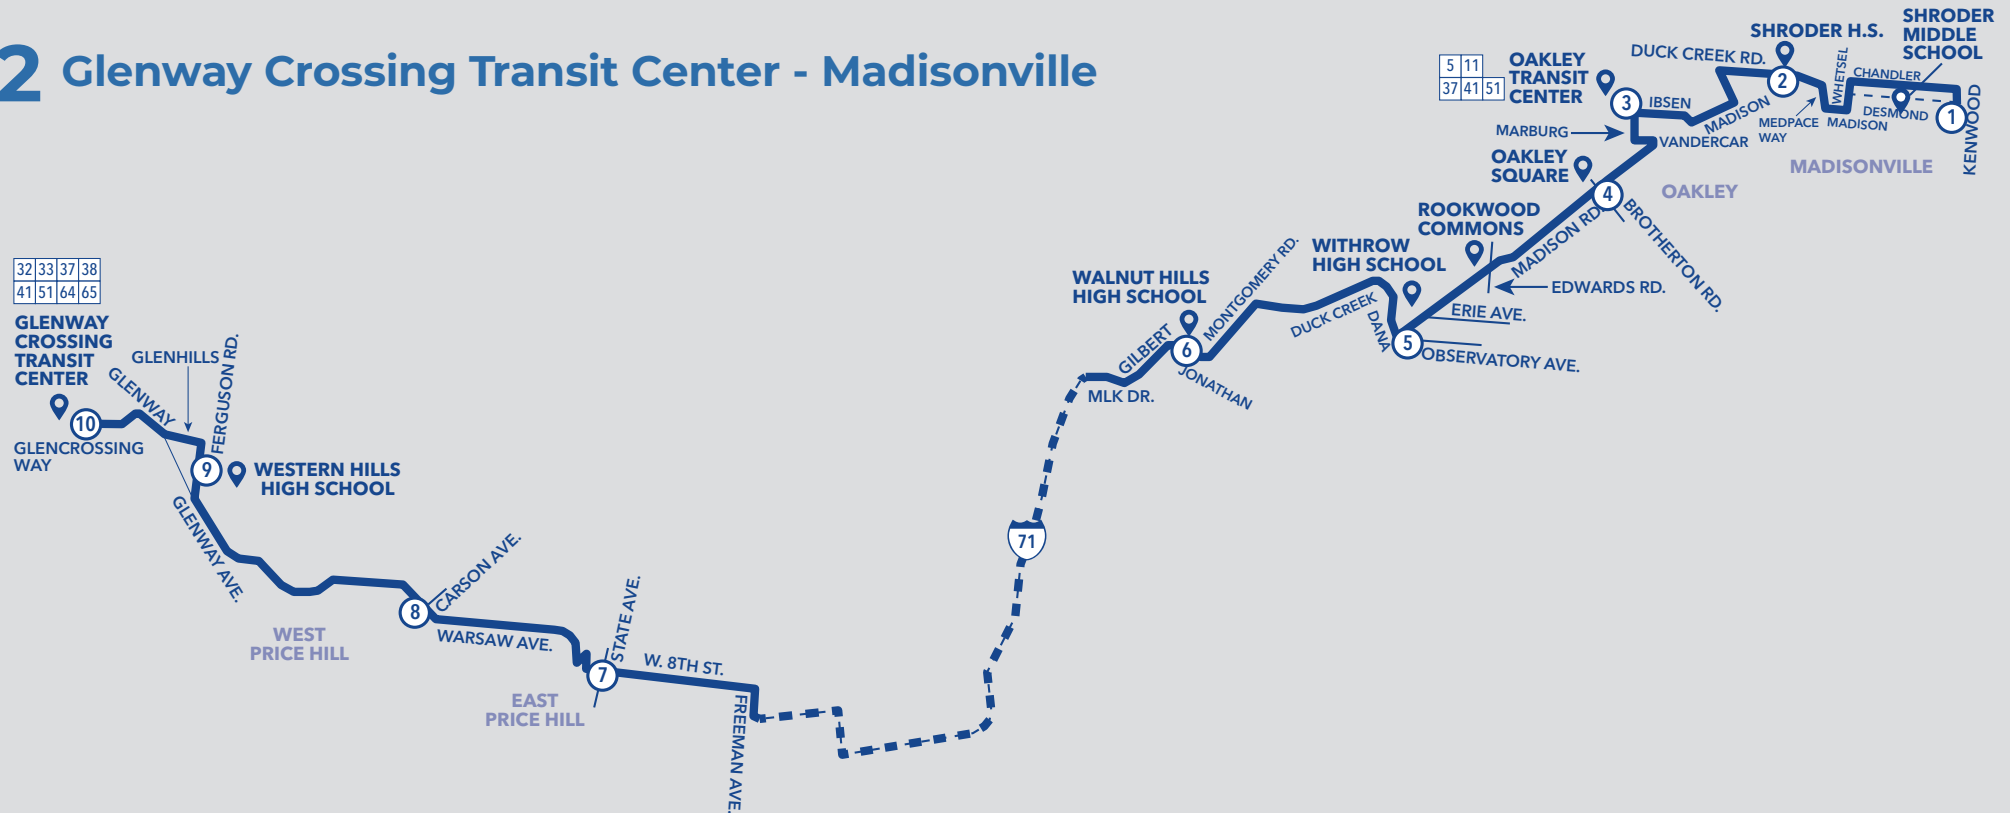 2 Glenway Crossing Transit Center - Madisonville
SHRODER
MIDDLE
SCHOOL
SHRODER H.S.
DUCK CREEK RD.
WHETSEL
CHANDLER
DESMOND
KENWOOD
1
2
MEDPACE
WAY
MADISON
MADISON
MADISONVILLE
5 11
37 41 51
OAKLEY
TRANSIT
CENTER
3
IBSEN
MARBURG
VANDERCAR
OAKLEY
SQUARE
4
OAKLEY
BROTHERTON RD.
MADISON RD.
ROOKWOOD
COMMONS
EDWARDS RD.
ERIE AVE.
OBSERVATORY AVE.
WITHROW
HIGH SCHOOL
5
DANA
DUCK CREEK
MONTGOMERY RD.
WALNUT HILLS
HIGH SCHOOL
6
GILBERT
JONATHAN
MLK DR.
71
32 33 37 38
41 51 64 65
GLENWAY
CROSSING
TRANSIT
CENTER
GLENHILLS
GLENWAY
FERGUSON RD.
10
GLENCROSSING
WAY
9
WESTERN HILLS
HIGH SCHOOL
GLENWAY AVE.
WEST
PRICE HILL
8
CARSON AVE.
WARSAW AVE.
STATE AVE.
7
W. 8TH ST.
EAST
PRICE HILL
FREEMAN AVE.